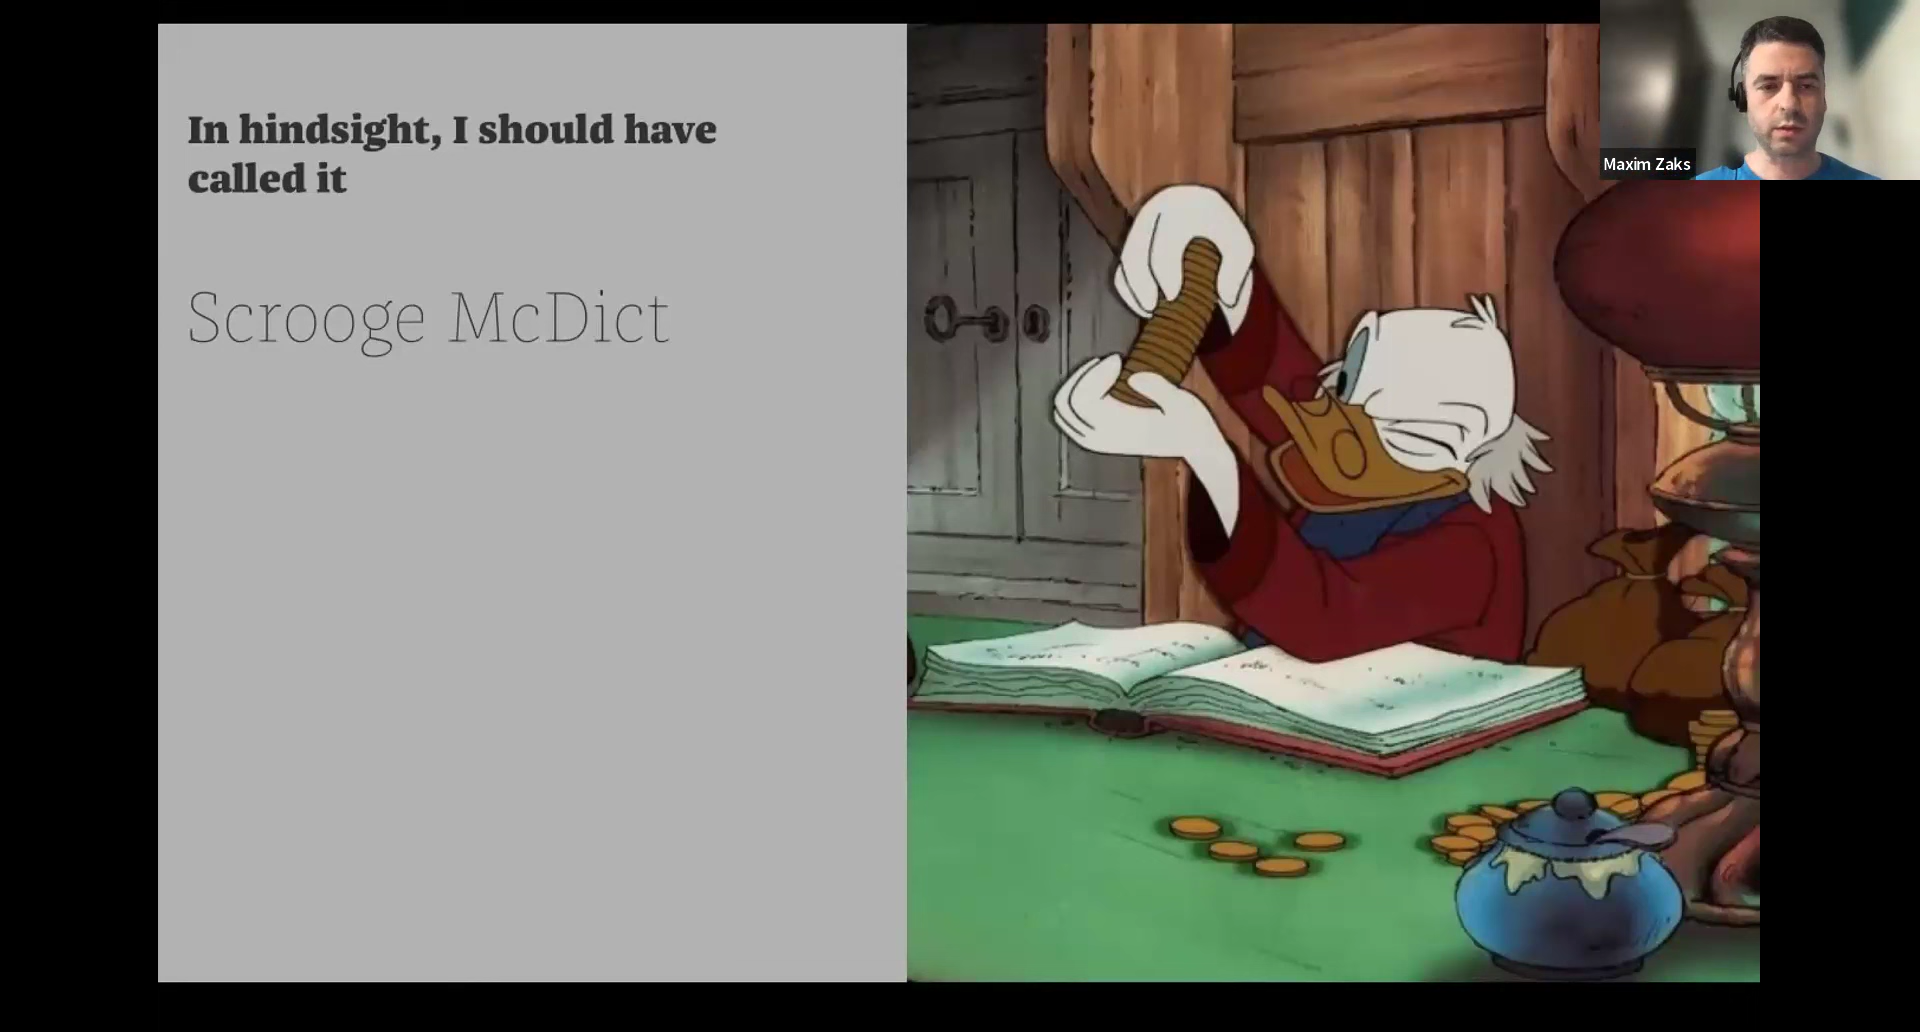 In hindsight, I should have
called it
Scrooge McDict
Maxim Zaks